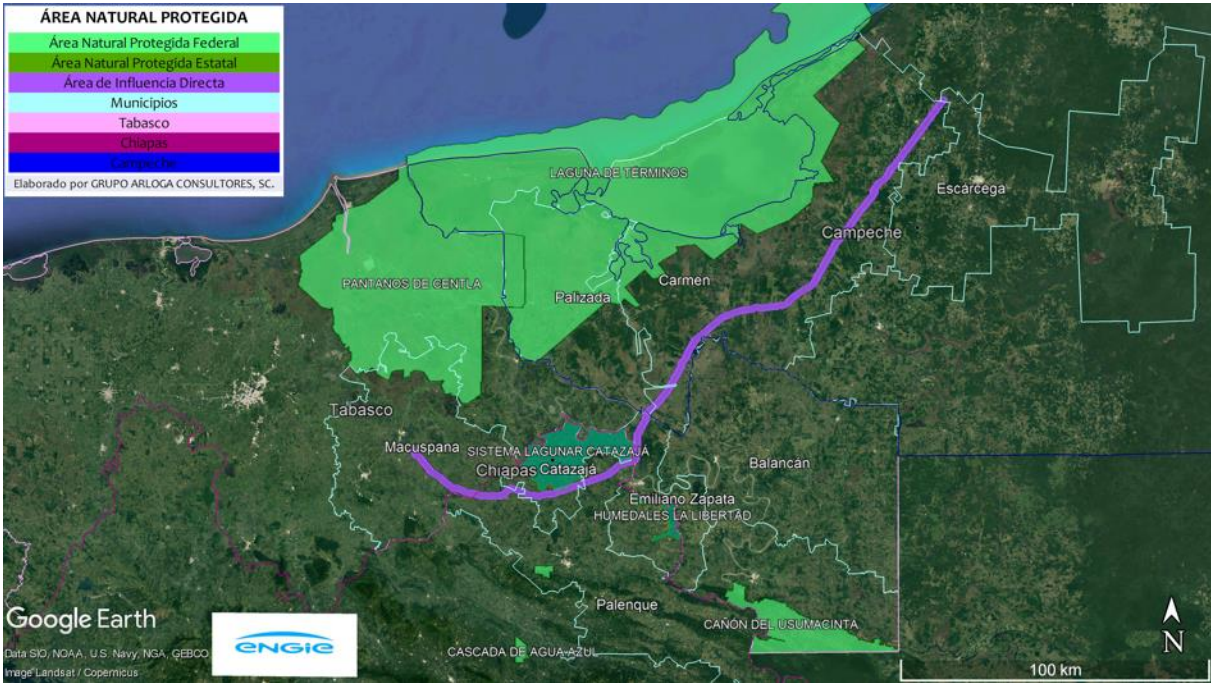 ÁREA NATURAL PROTEGIDA
Área Natural Protegida Federal
Área Natural Protegida Estatal
Área de Influencia Directa
Municipios
Tabasco
Chiapas
Campeche
Elaborado por GRUPO ARLOGA CONSULTORES, SC.
LAGUNA DE TERMINOS
Escárcega
Campeche
PANTANOS DE CENTLA
Carmen
Palizada
Tabasco
Macuspana
SISTEMA LAGUNAR CATAZAJÁ
Chiapas
Catazajá
Balancán
Emiliano Zapata
HUMEDALES LA LIBERTAD
Palenque
CAÑÓN DEL USUMACINTA
CASCADA DE AGUA AZUL
Google Earth
Data SIO, NOAA, U.S. Navy, NGA, GEBCO
Image Landsat / Copernicus
ENGIE
N
100 km